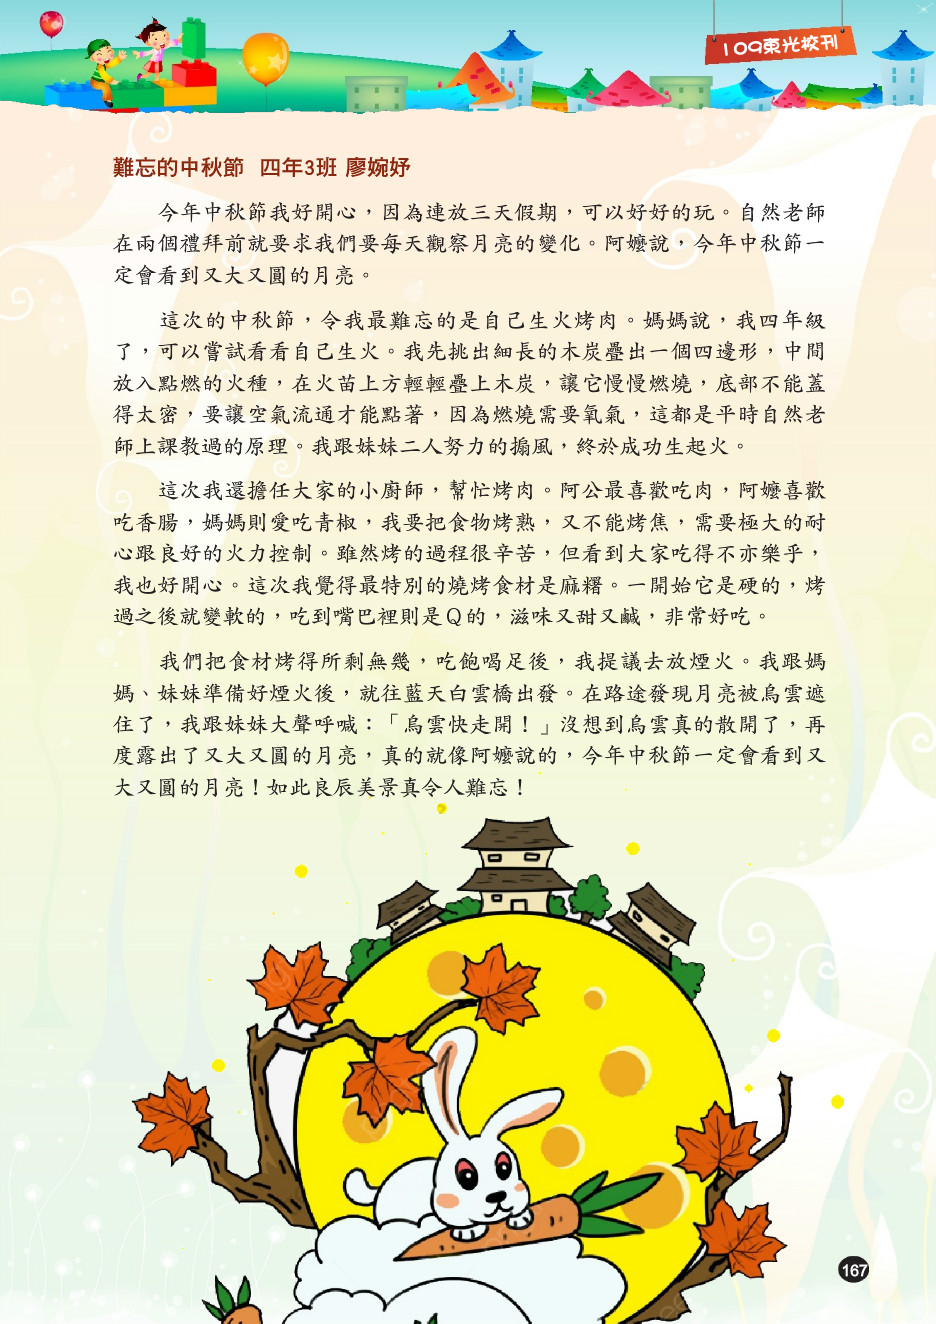 109東光校刊
難忘的中秋節 四年3班 廖婉妤
今年中秋節我好開心，因為連放三天假期，可以好好的玩。自然老師
在兩個禮拜前就要求我們要每天觀察月亮的變化。阿嬤說，今年中秋節一
定會看到又大又圓的月亮。
這次的中秋節，令我最難忘的是自己生火烤肉。媽媽說，我四年級
了，可以嘗試看看自己生火。我先挑出細長的木炭疊出一個四邊形，中間
放入點燃的火種，在火苗上方輕輕疊上木炭，讓它慢慢燃燒，底部不能蓋
得太密，要讓空氣流通才能點著，因為燃燒需要氧氣，這都是平時自然老
師上課教過的原理。我跟妹妹二人努力的搧風，終於成功生起火。
這次我還擔任大家的小廚師，幫忙烤肉。阿公最喜歡吃肉，阿嬤喜歡
吃香腸，媽媽則愛吃青椒，我要把食物烤熟，又不能烤焦，需要極大的耐
心跟良好的火力控制。雖然烤的過程很辛苦，但看到大家吃得不亦樂乎，
我也好開心。這次我覺得最特別的燒烤食材是麻糬。一開始它是硬的，烤
過之後就變軟的，吃到嘴巴裡則是Q的，滋味又甜又鹹，非常好吃。
我們把食材烤得所剩無幾，吃飽喝足後，我提議去放煙火。我跟媽
媽、妹妹準備好煙火後，就往藍天白雲橋出發。在路途發現月亮被烏雲遮
住了，我跟妹妹大聲呼喊：「烏雲快走開！」沒想到烏雲真的散開了，再
度露出了又大又圓的月亮，真的就像阿嬤說的，今年中秋節一定會看到又
大又圓的月亮！如此良辰美景真令人難忘！
167